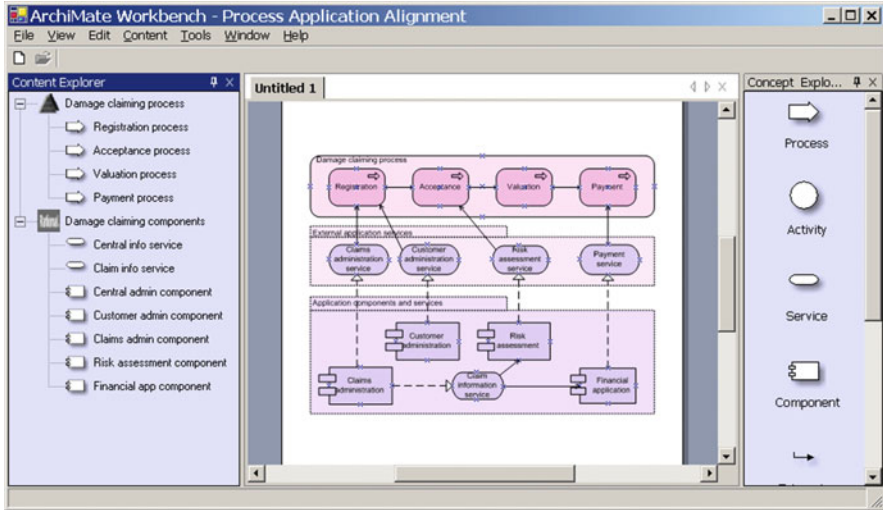 ArchiMate Workbench - Process Application Alignment
File View Edit Content Tools Window Help
Content Explorer
Damage claiming process
Registration process
Acceptance process
Valuation process
Payment process
Damage claiming components
Central info service
Claim info service
Central admin component
Customer admin component
Claims admin component
Risk assessment component
Financial app component
Untitled 1
Damage claiming process
Registration
Acceptance
Valuation
Payment
External application services
Claims
administration
service
Customer
administration
service
Risk
assessment
service
Payment
service
Application components and services
Customer
administration
Risk
assessment
Claims
administration
Claim
information
service
Financial
application
Concept Explo...
Process
Activity
Service
Component